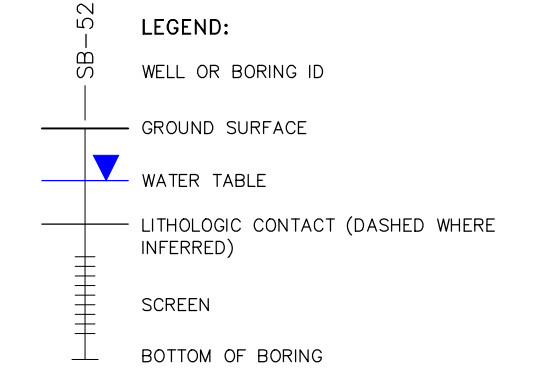 SB-52
LEGEND:
WELL OR BORING ID
GROUND SURFACE
WATER TABLE
LITHOLOGIC CONTACT (DASHED WHERE
INFERRED)
SCREEN
BOTTOM OF BORING